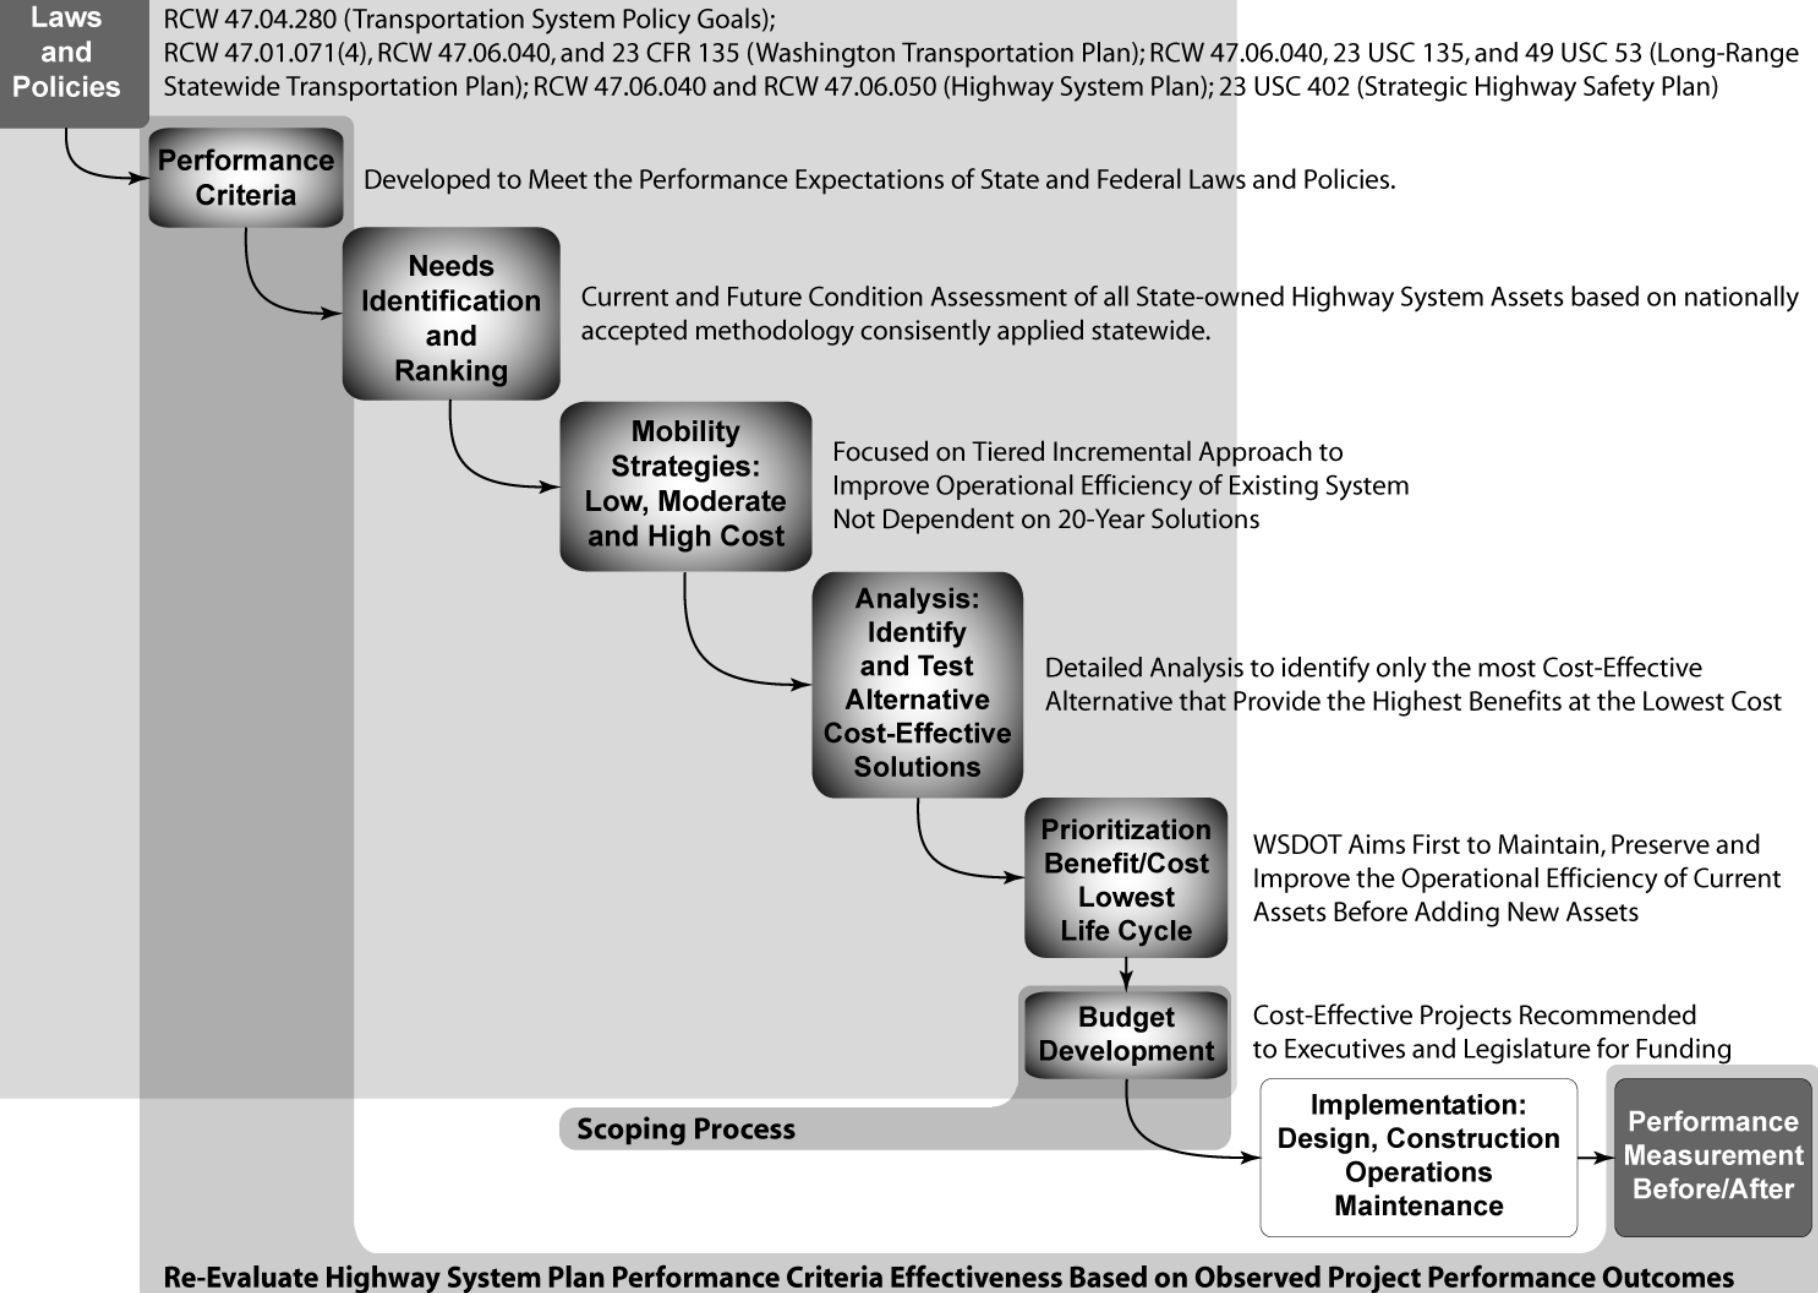 Laws
and
Policies
RCW 47.04.280 (Transportation System Policy Goals);
RCW 47.01.071(4), RCW 47.06.040, and 23 CFR 135 (Washington Transportation Plan); RCW 47.06.040, 23 USC 135, and 49 USC 53 (Long-Range
Statewide Transportation Plan); RCW 47.06.040 and RCW 47.06.050 (Highway System Plan); 23 USC 402 (Strategic Highway Safety Plan)
Performance
Criteria
Developed to Meet the Performance Expectations of State and Federal Laws and Policies.
Needs
Identification
and
Ranking
Current and Future Condition Assessment of all State-owned Highway System Assets based on nationally
accepted methodology consisently applied statewide.
Mobility
Strategies:
Low, Moderate
and High Cost
Focused on Tiered Incremental Approach to
Improve Operational Efficiency of Existing System
Not Dependent on 20-Year Solutions
Analysis:
Identify
and Test
Alternative
Cost-Effective
Solutions
Detailed Analysis to identify only the most Cost-Effective
Alternative that Provide the Highest Benefits at the Lowest Cost
Prioritization
Benefit/Cost
Lowest
Life Cycle
WSDOT Aims First to Maintain, Preserve and
Improve the Operational Efficiency of Current
Assets Before Adding New Assets
Budget
Development
Cost-Effective Projects Recommended
to Executives and Legislature for Funding
Scoping Process
Implementation:
Design, Construction
Operations
Maintenance
Performance
Measurement
Before/After
Re-Evaluate Highway System Plan Performance Criteria Effectiveness Based on Observed Project Performance Outcomes